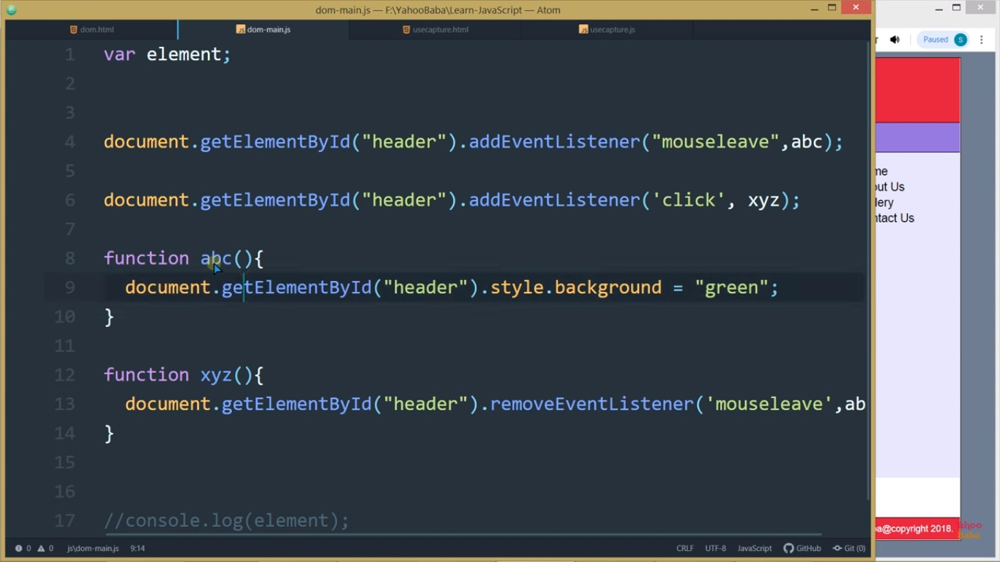 dom-main.js — F:\YahooBaba\Learn-JavaScript — Atom
dom.html
dom-main.js
usecapture.html
usecapture.js
Paused
S
1 var element;
2
3
4 document.getElementById("header").addEventListener("mouseleave",abc);
5
6 document.getElementById("header").addEventListener('click', xyz);
7
8 function abc(){
9 document.getElementById("header").style.background = "green";
10 }
11
12 function xyz(){
13 document.getElementById("header").removeEventListener('mouseleave',ab
14 }
15
16
17 //console.log(element);
me
out Us
lery
ntact Us
ba@copyright 2018.
Yahoo
Baba
0 0 js\dom-main.js 9:14 CRLF UTF-8 JavaScript GitHub Git (0)